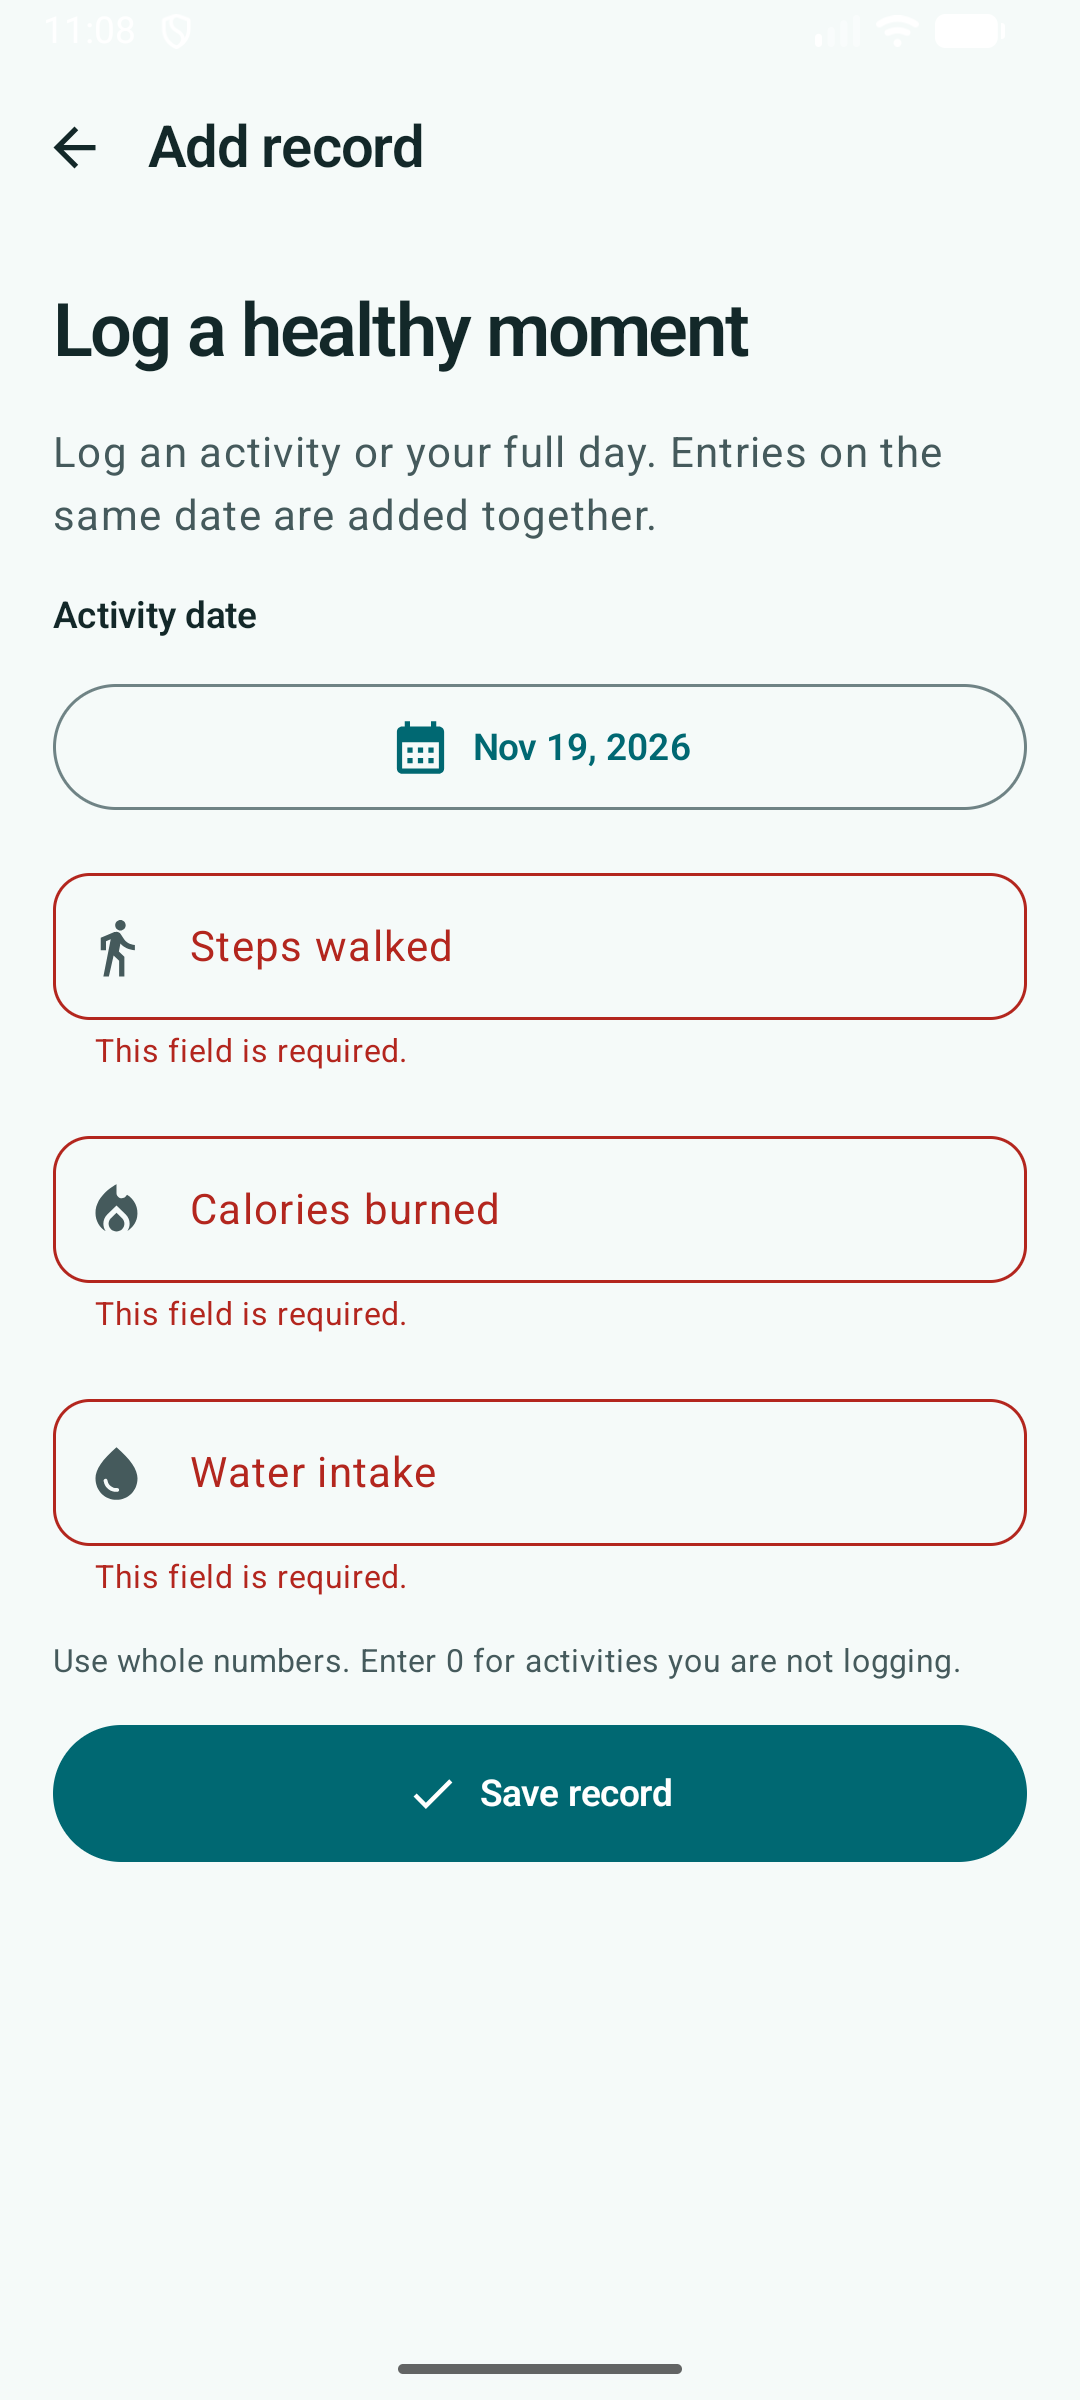 11:08
Add record
Log a healthy moment
Log an activity or your full day. Entries on the
same date are added together.
Activity date
Nov 19, 2026
Steps walked
This field is required.
Calories burned
This field is required.
Water intake
This field is required.
Use whole numbers. Enter 0 for activities you are not logging.
Save record